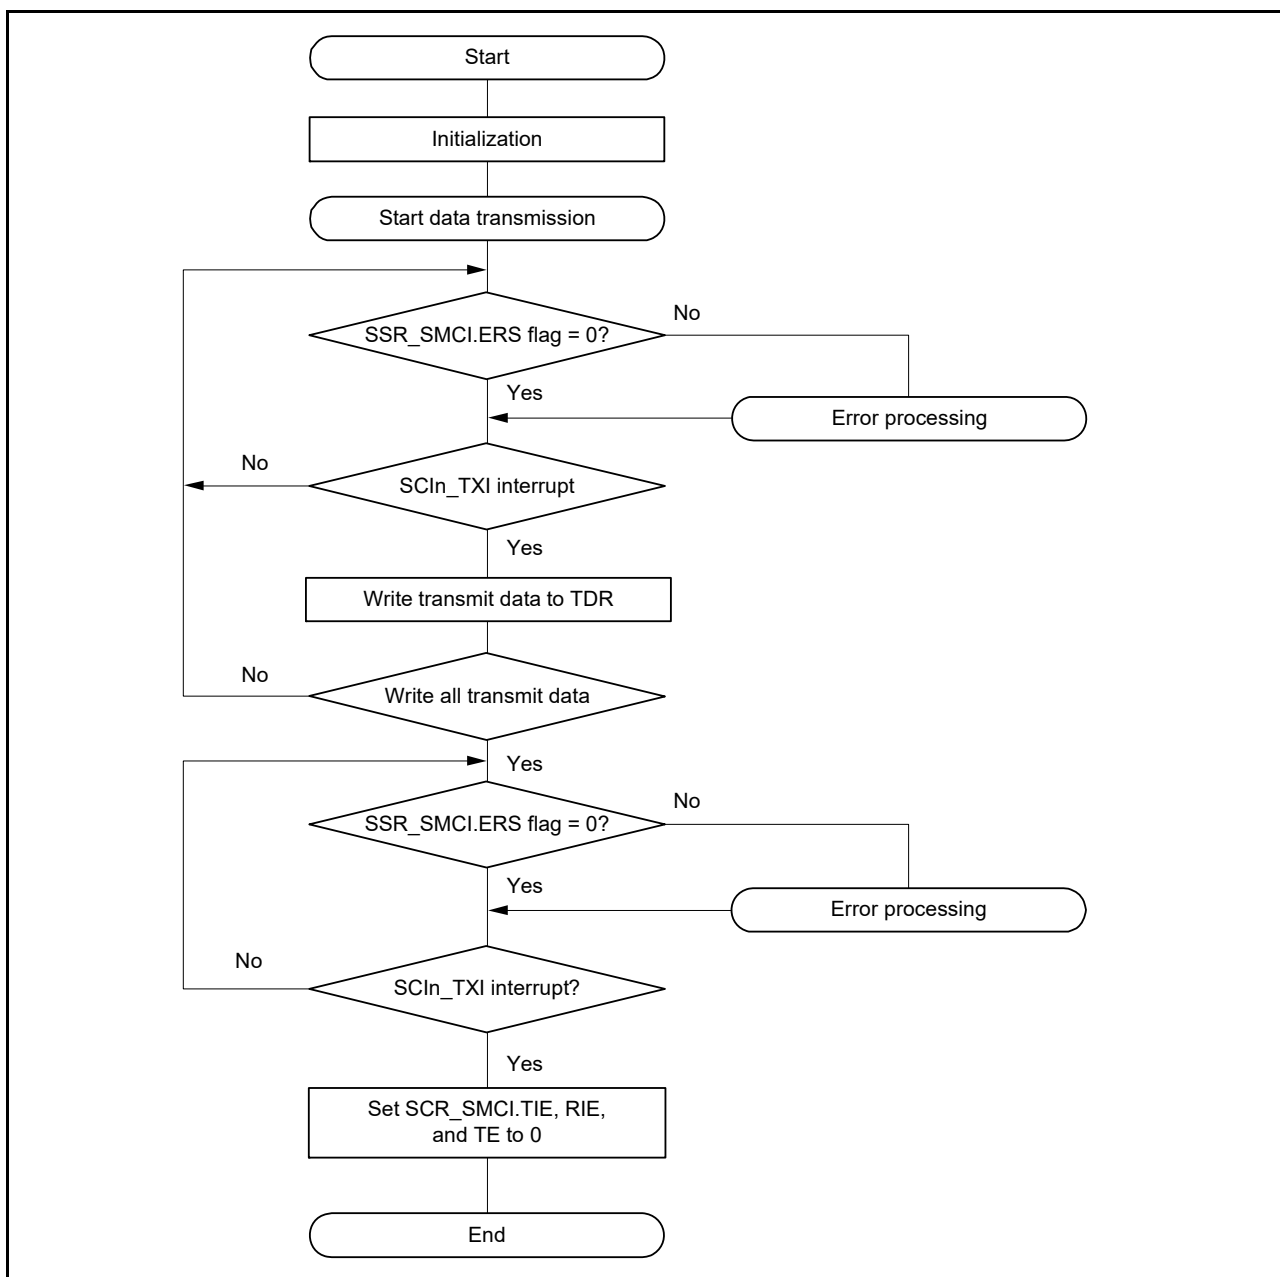 Start
Initialization
Start data transmission
SSR_SMCI.ERS flag = 0?
No
Yes
Error processing
No
SCIn_TXI interrupt
Yes
Write transmit data to TDR
No
Write all transmit data
Yes
SSR_SMCI.ERS flag = 0?
No
Yes
Error processing
No
SCIn_TXI interrupt?
Yes
Set SCR_SMCI.TIE, RIE,
and TE to 0
End